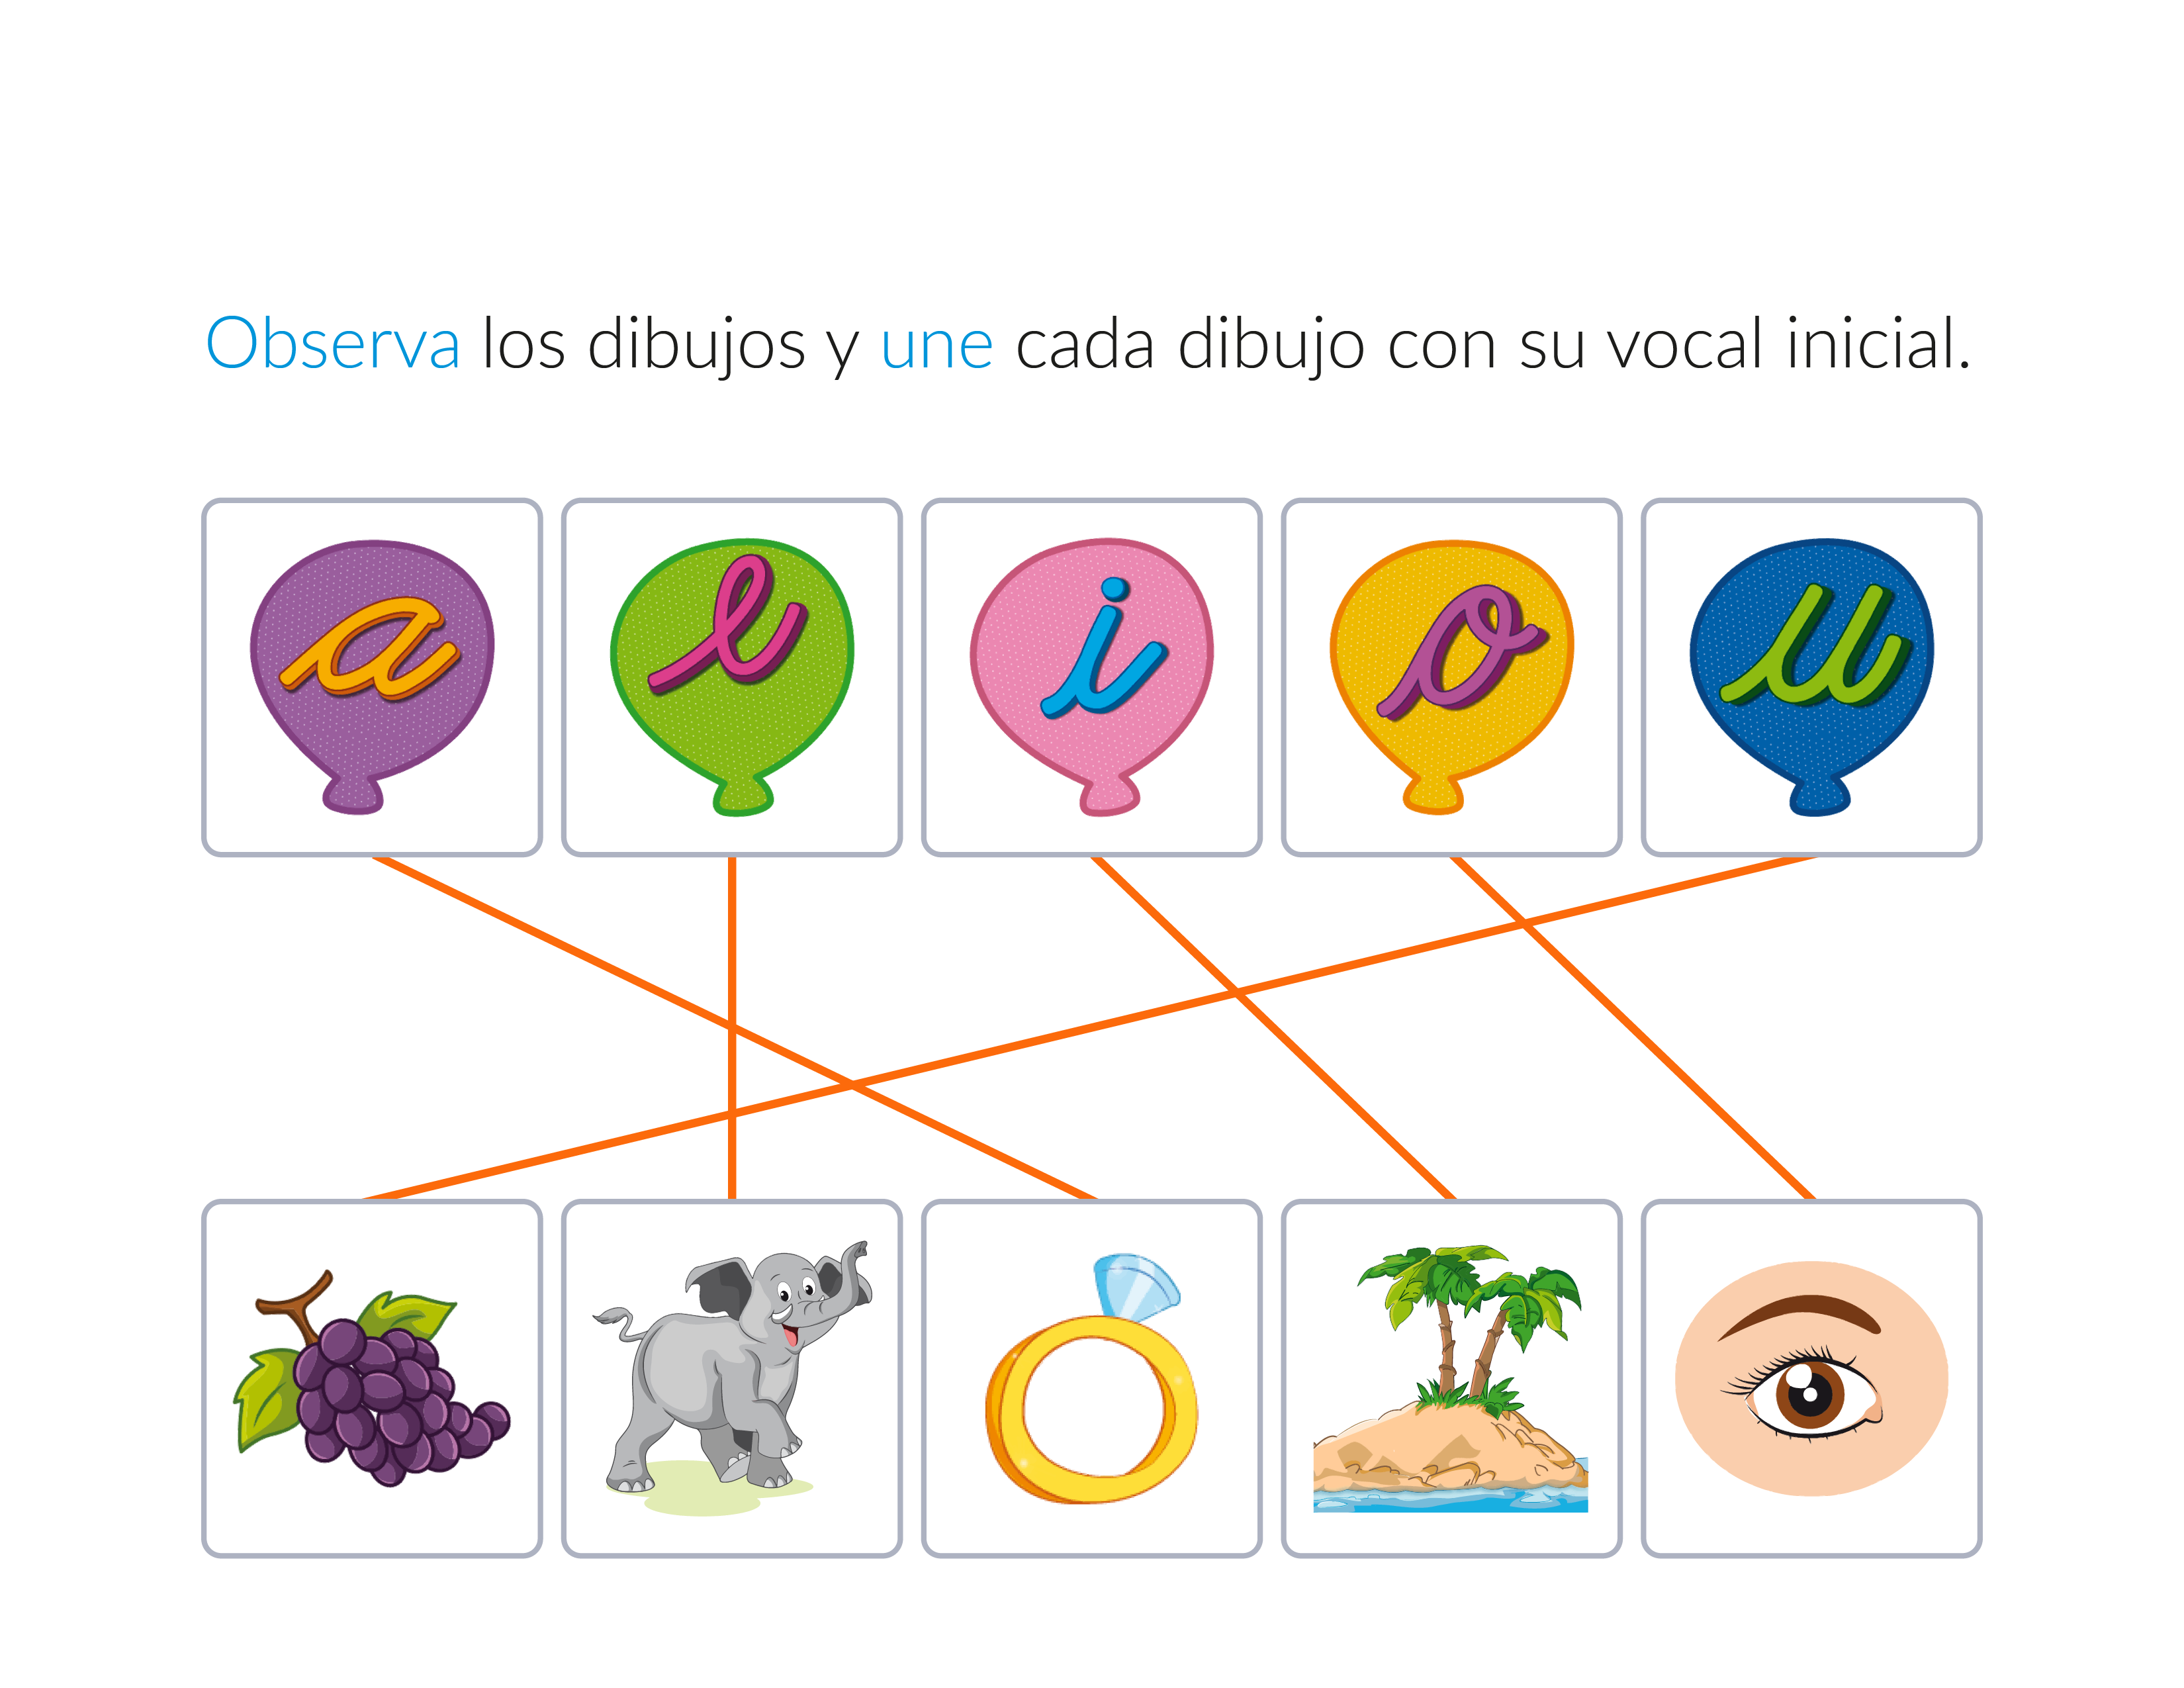 Observa los dibujos y une cada dibujo con su vocal inicial.
a e i o u